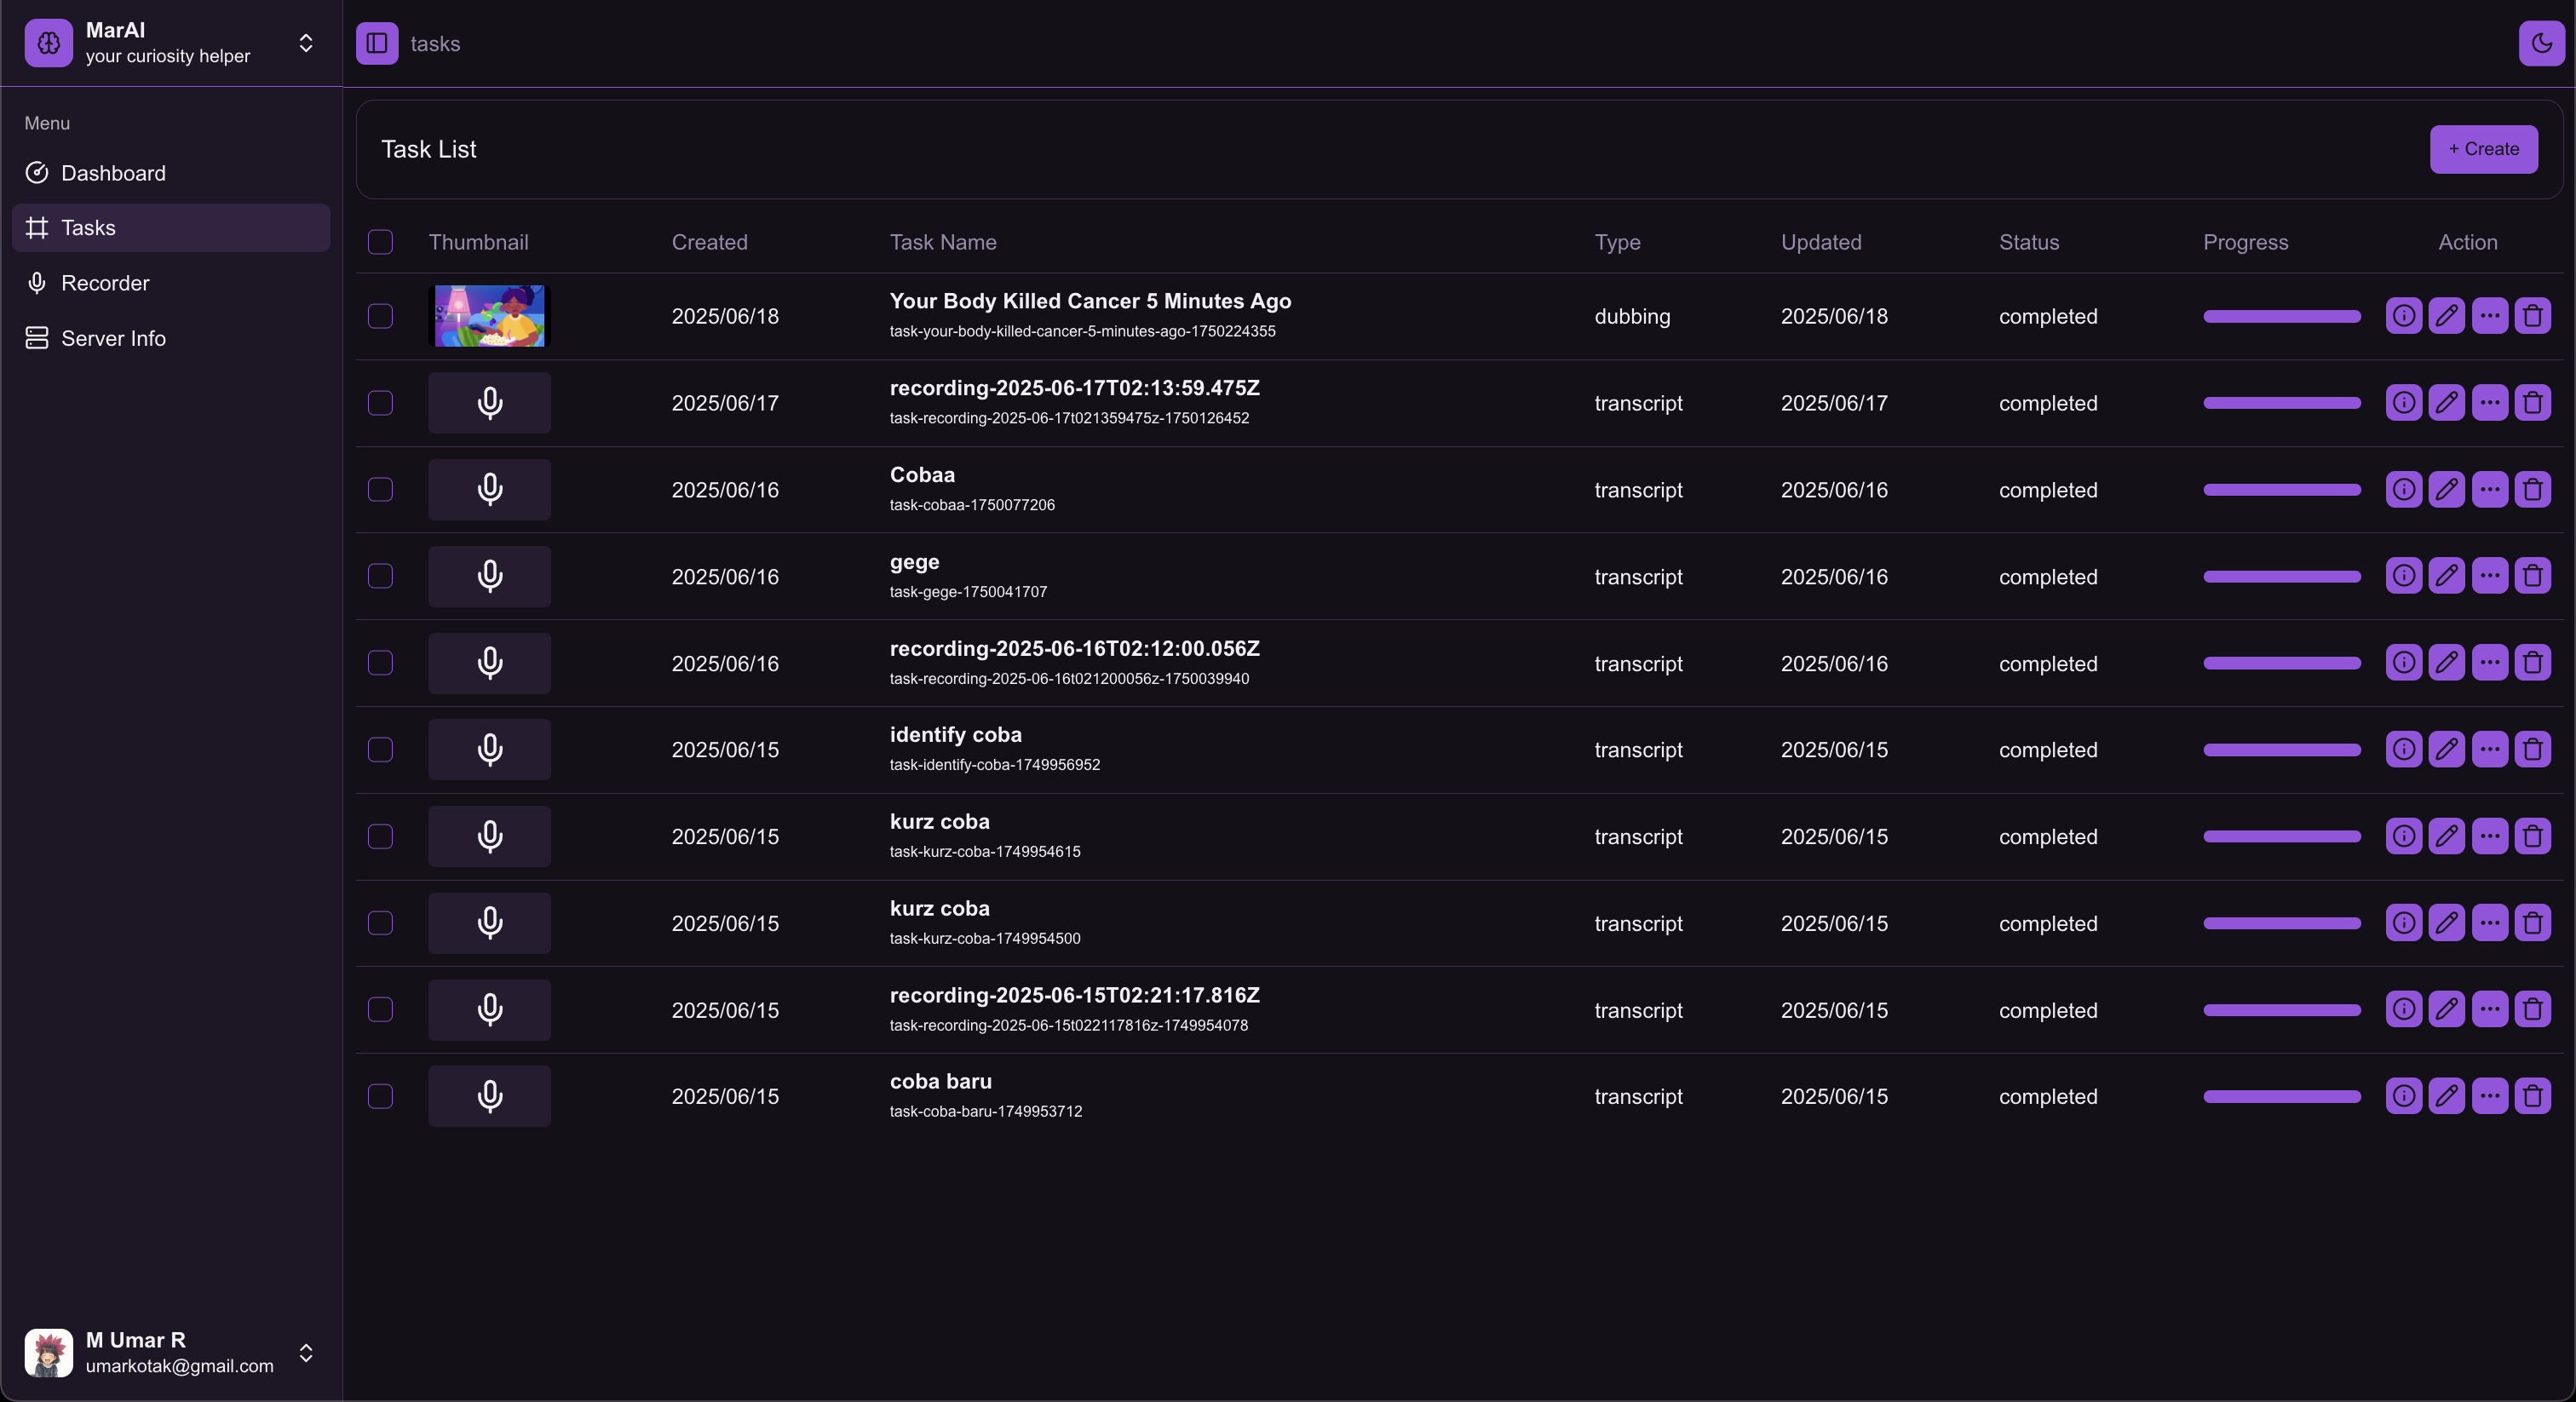 MarAI
your curiosity helper
tasks
Menu
Dashboard
Tasks
Recorder
Server Info
Task List
+ Create
Thumbnail Created Task Name Type Updated Status Progress Action
2025/06/18 Your Body Killed Cancer 5 Minutes Ago dubbing 2025/06/18 completed
task-your-body-killed-cancer-5-minutes-ago-1750224355
2025/06/17 recording-2025-06-17T02:13:59.475Z transcript 2025/06/17 completed
task-recording-2025-06-17t021359475z-1750126452
2025/06/16 Cobaa transcript 2025/06/16 completed
task-cobaa-1750077206
2025/06/16 gege transcript 2025/06/16 completed
task-gege-1750041707
2025/06/16 recording-2025-06-16T02:12:00.056Z transcript 2025/06/16 completed
task-recording-2025-06-16t021200056z-1750039940
2025/06/15 identify coba transcript 2025/06/15 completed
task-identify-coba-1749956952
2025/06/15 kurz coba transcript 2025/06/15 completed
task-kurz-coba-1749954615
2025/06/15 kurz coba transcript 2025/06/15 completed
task-kurz-coba-1749954500
2025/06/15 recording-2025-06-15T02:21:17.816Z transcript 2025/06/15 completed
task-recording-2025-06-15t022117816z-1749954078
2025/06/15 coba baru transcript 2025/06/15 completed
task-coba-baru-1749953712
M Umar R
umarkotak@gmail.com